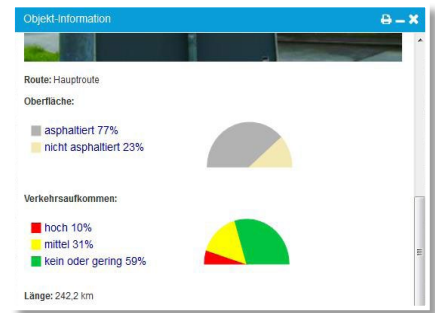 Objekt-Information
Route: Hauptroute
Oberfläche:
asphaltiert 77%
nicht asphaltiert 23%
Verkehrsaufkommen:
hoch 10%
mittel 31%
kein oder gering 59%
Länge: 242,2 km